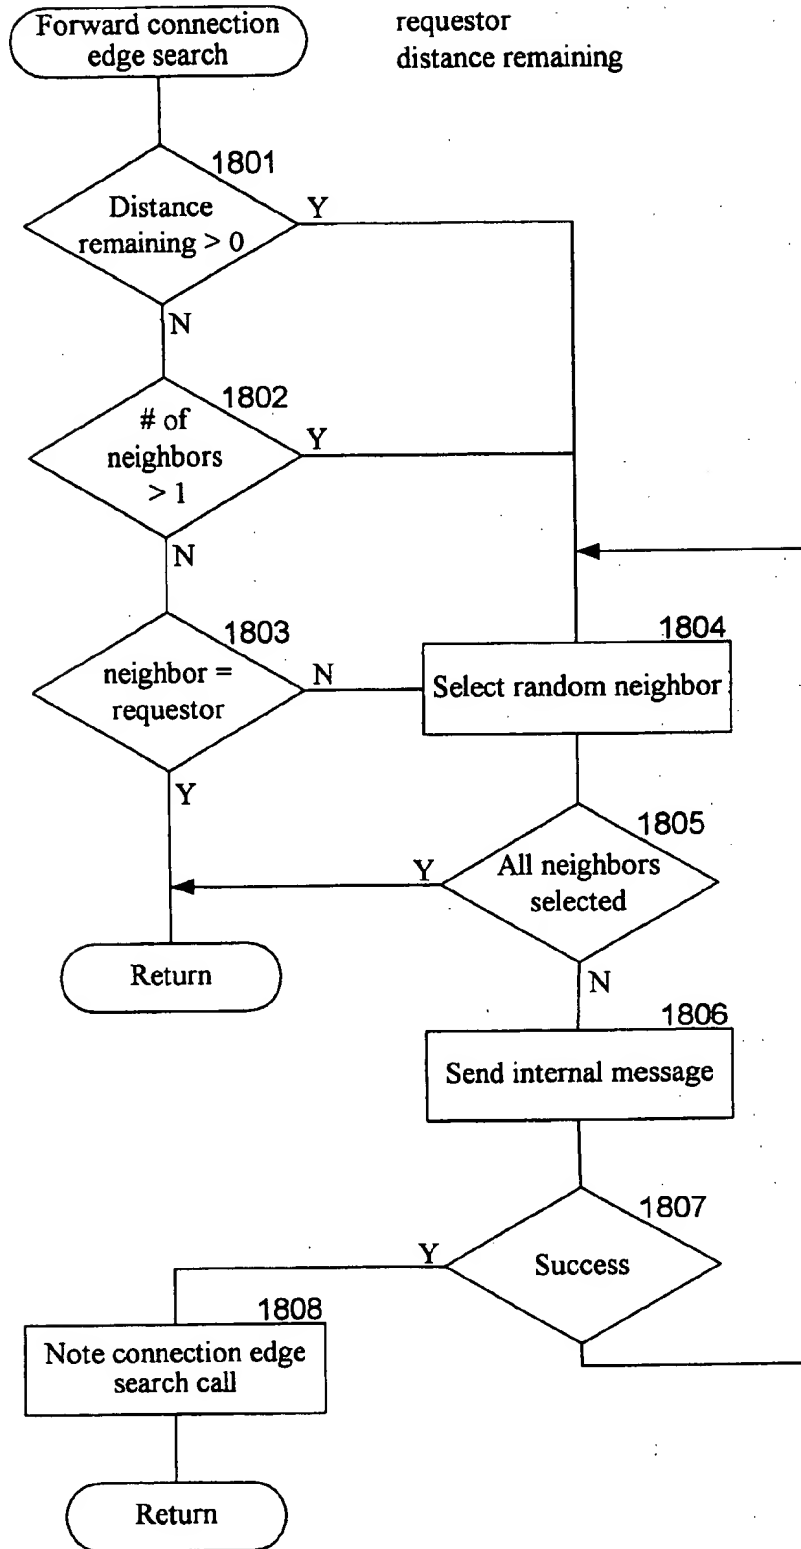 Forward connection
edge search
requestor
distance remaining
1801
Distance
remaining > 0
Y
N
1802
# of
neighbors
> 1
Y
N
1803
neighbor =
requestor
N
Y
1804
Select random neighbor
1805
All neighbors
selected
Y
N
Return
1806
Send internal message
1807
Success
Y
1808
Note connection edge
search call
Return